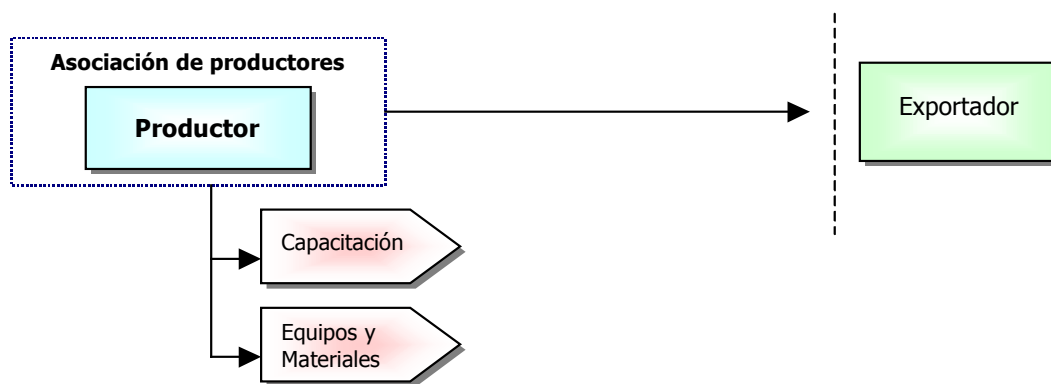 Asociación de productores
Productor
Exportador
Capacitación
Equipos y
Materiales